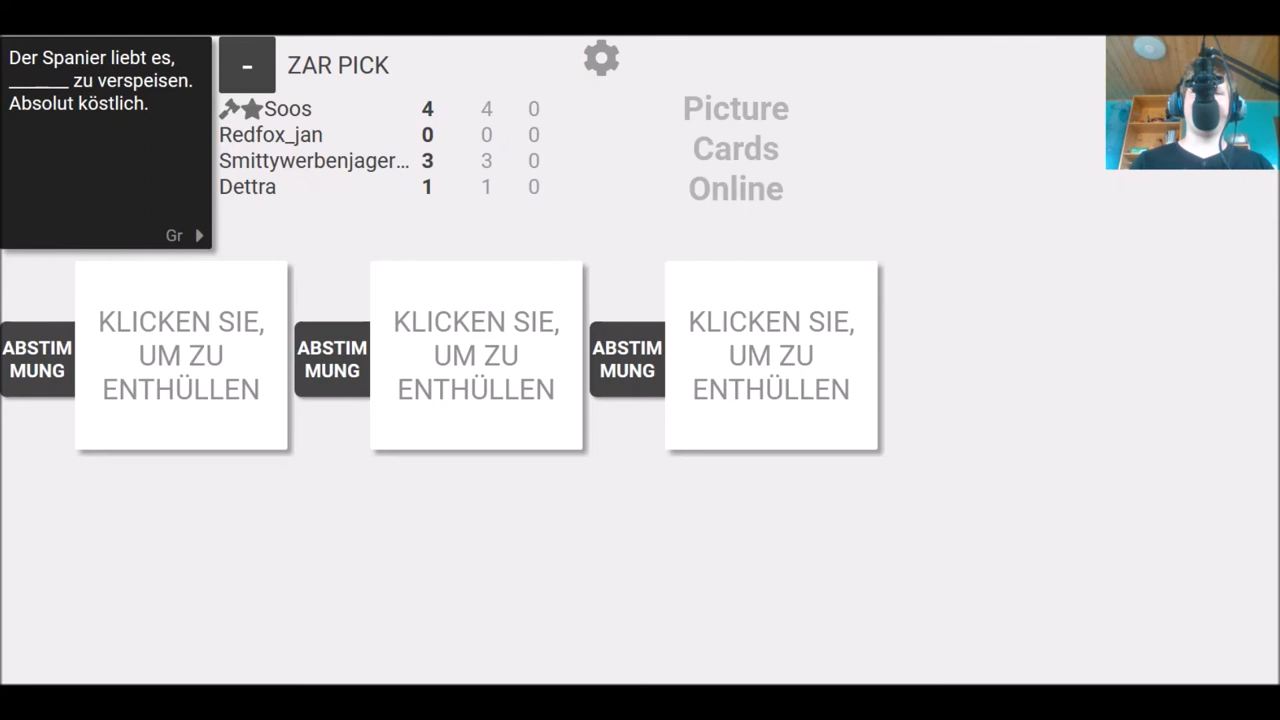 Der Spanier liebt es,
______ zu verspeisen.
Absolut köstlich.
Gr
-
ZAR PICK
Soos 4 4 0
Redfox_jan 0 0 0
Smittywerbenjager... 3 3 0
Dettra 1 1 0
Picture
Cards
Online
ABSTIM
MUNG
KLICKEN SIE,
UM ZU
ENTHÜLLEN
ABSTIM
MUNG
KLICKEN SIE,
UM ZU
ENTHÜLLEN
ABSTIM
MUNG
KLICKEN SIE,
UM ZU
ENTHÜLLEN